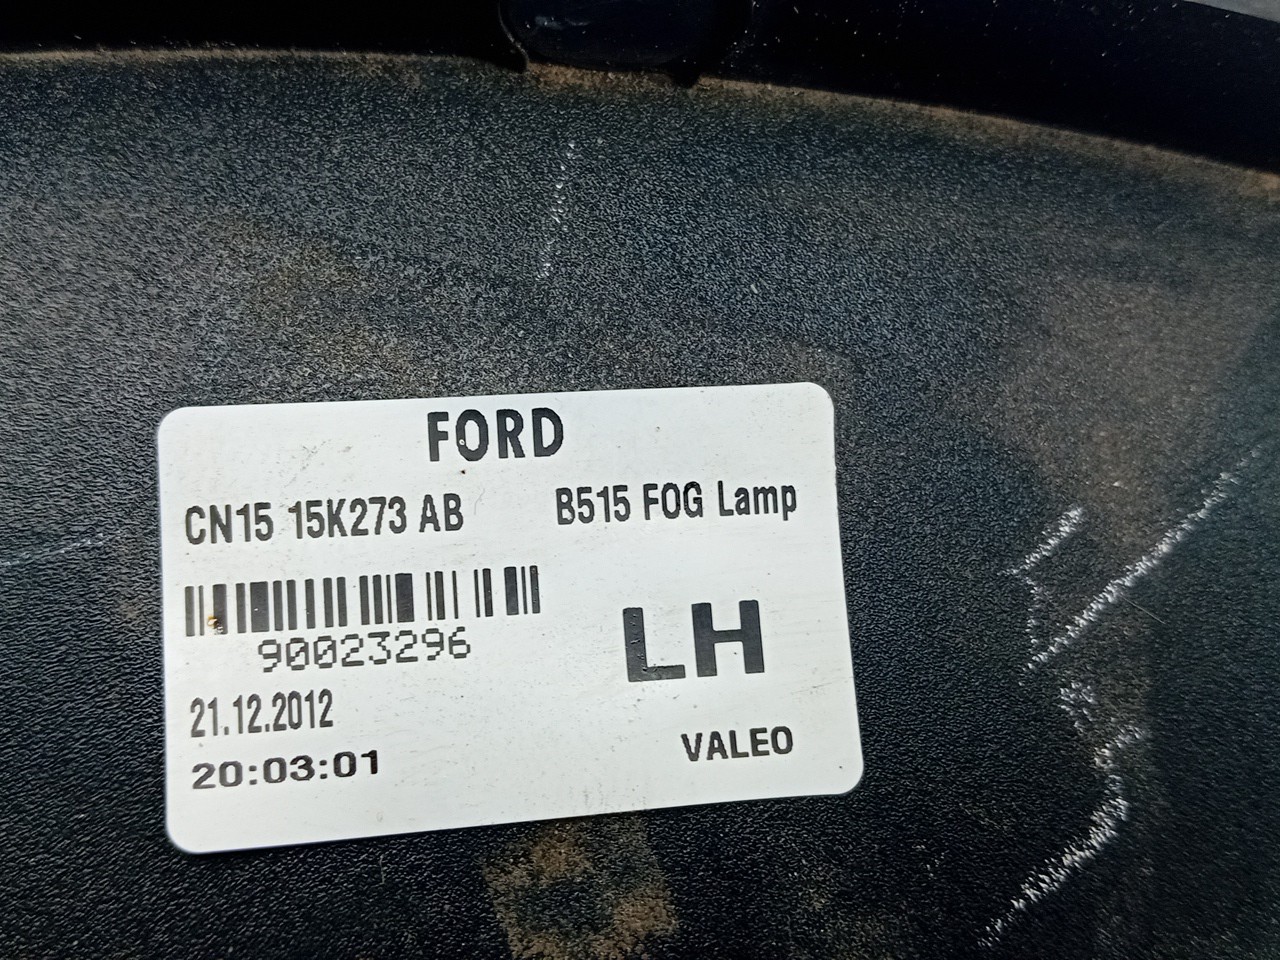 FORD
CN15 15K273 AB B515 FOG Lamp
90023296
LH
21.12.2012
VALEO
20:03:01